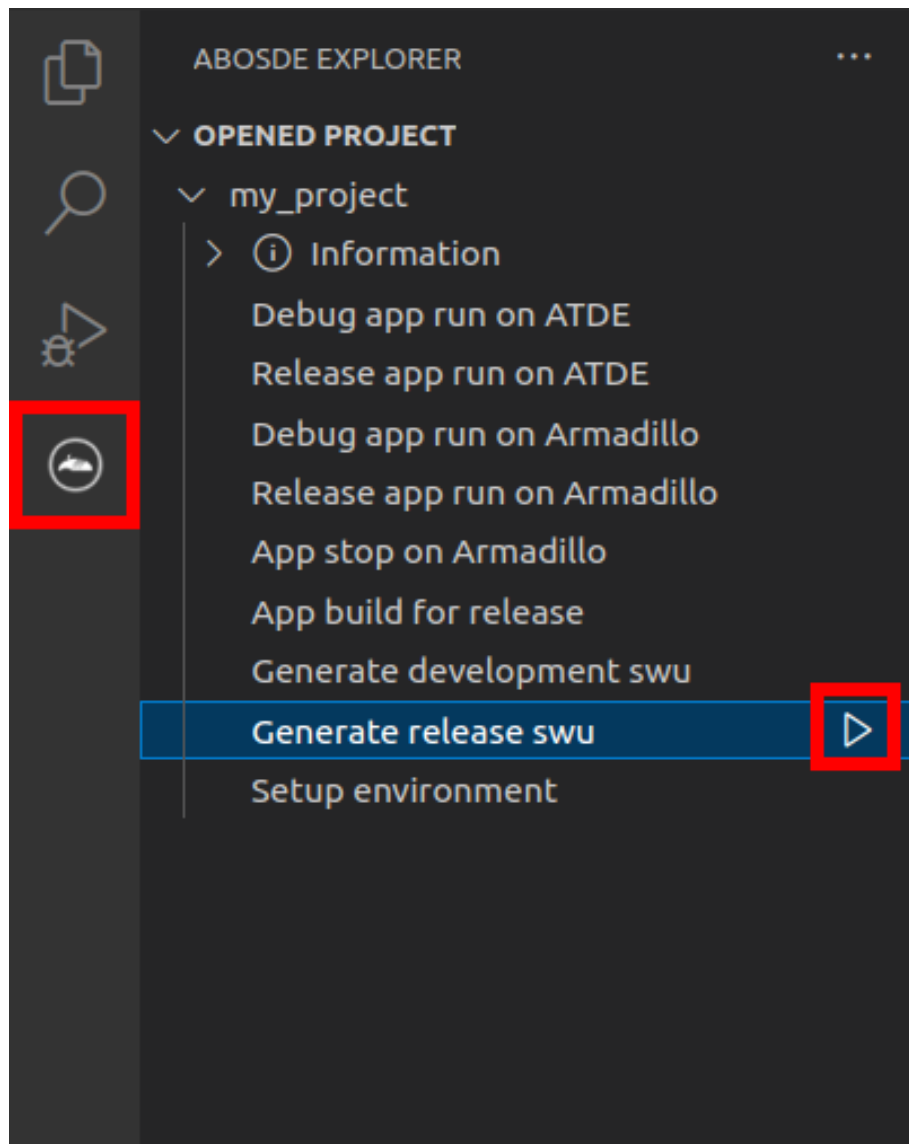 ABOSDE EXPLORER
OPENED PROJECT
my_project
Information
Debug app run on ATDE
Release app run on ATDE
Debug app run on Armadillo
Release app run on Armadillo
App stop on Armadillo
App build for release
Generate development swu
Generate release swu
Setup environment